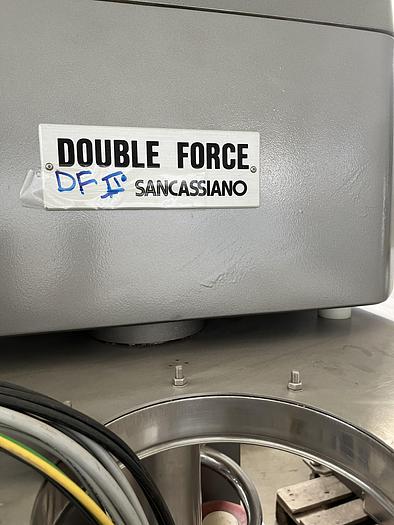 DOUBLE FORCE
DF II° SANCASSIANO